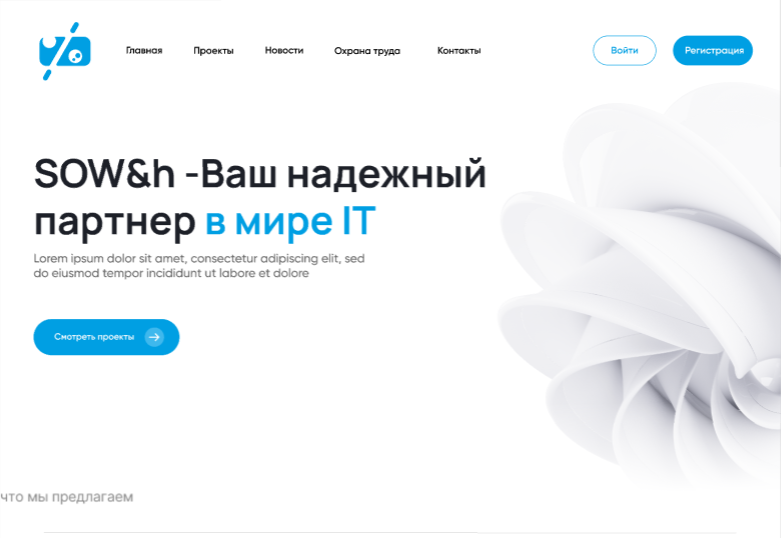 Главная Проекты Новости Охрана труда Контакты Войти Регистрация
SOW&h -Ваш надежный
партнер в мире IT
Lorem ipsum dolor sit amet, consectetur adipiscing elit, sed
do eiusmod tempor incididunt ut labore et dolore
Смотреть проекты
что мы предлагаем